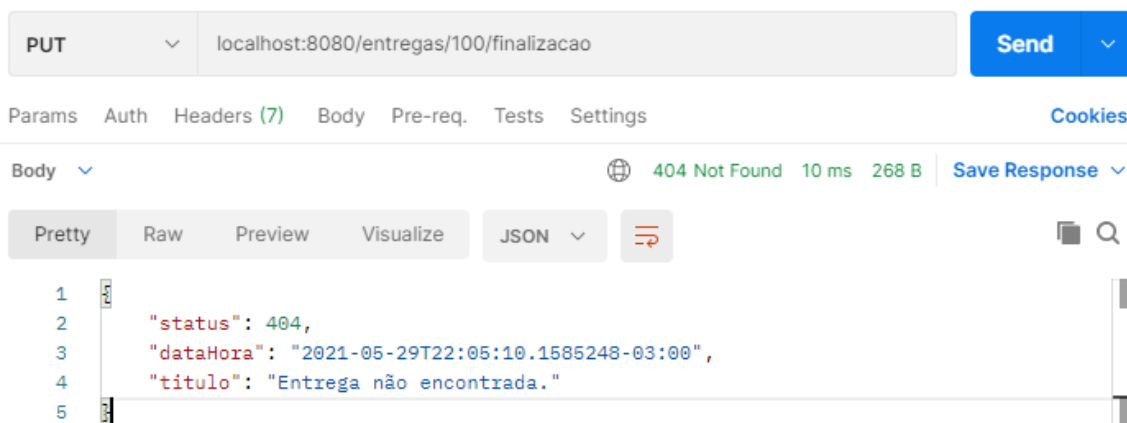 PUT localhost:8080/entregas/100/finalizacao Send
Params Auth Headers (7) Body Pre-req. Tests Settings Cookies
Body 404 Not Found 10 ms 268 B Save Response
Pretty Raw Preview Visualize JSON
1 {
2 "status": 404,
3 "dataHora": "2021-05-29T22:05:10.1585248-03:00",
4 "titulo": "Entrega não encontrada."
5 }